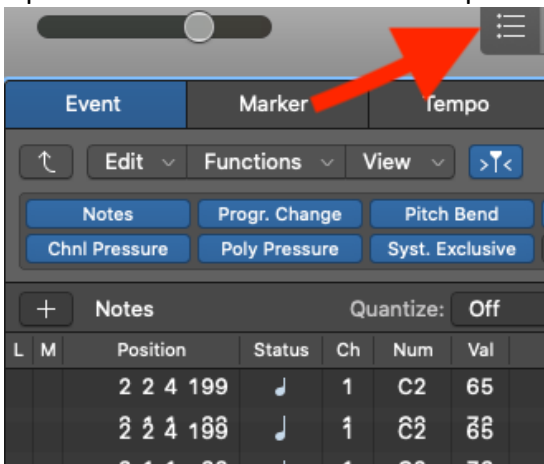 Event Marker Tempo
Edit Functions View
Notes Progr. Change Pitch Bend
Chnl Pressure Poly Pressure Syst. Exclusive
+ Notes Quantize: Off
L M Position Status Ch Num Val
2 2 4 199 1 C2 65